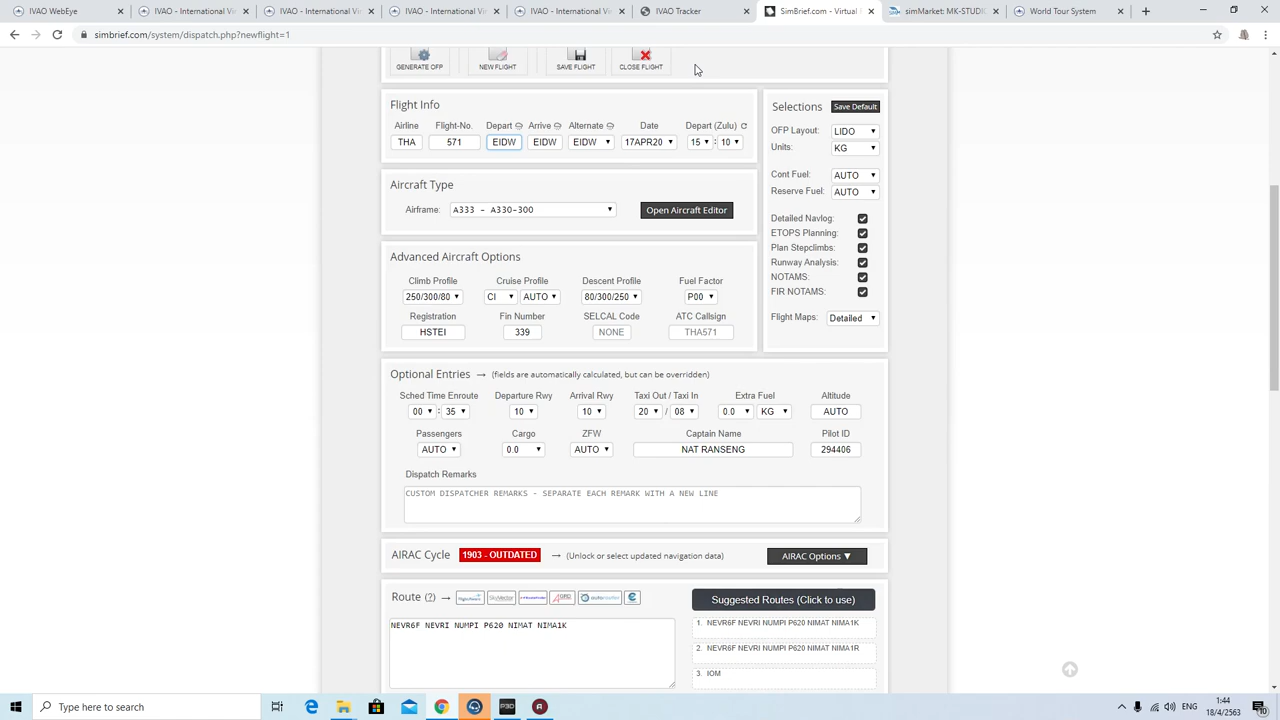 IVAO WebEye
IVAO - International Vir
IVAO - International Vir
IVAO - International Vir
IVAO - International Vir
IVAO Tracker
SimBrief.com - Virtual F
simMarket: MK-STUDIO
World Tour System
simbrief.com/system/dispatch.php?newflight=1
GENERATE OFP
NEW FLIGHT
SAVE FLIGHT
CLOSE FLIGHT
Flight Info
Airline
Flight-No.
Depart
Arrive
Alternate
Date
Depart (Zulu)
THA
571
EIDW
EIDW
EIDW
17APR20
15 : 10
Selections
Save Default
OFP Layout: LIDO
Units: KG
Cont Fuel: AUTO
Reserve Fuel: AUTO
Detailed Navlog:
ETOPS Planning:
Plan Stepclimbs:
Runway Analysis:
NOTAMS:
FIR NOTAMS:
Flight Maps: Detailed
Aircraft Type
Airframe: A333 - A330-300
Open Aircraft Editor
Advanced Aircraft Options
Climb Profile
Cruise Profile
Descent Profile
Fuel Factor
250/300/80
CI
AUTO
80/300/250
P00
Registration
Fin Number
SELCAL Code
ATC Callsign
HSTEI
339
NONE
THA571
Optional Entries → (fields are automatically calculated, but can be overridden)
Sched Time Enroute
Departure Rwy
Arrival Rwy
Taxi Out / Taxi In
Extra Fuel
Altitude
00 : 35
10
10
20 / 08
0.0
KG
AUTO
Passengers
Cargo
ZFW
Captain Name
Pilot ID
AUTO
0.0
AUTO
NAT RANSENG
294406
Dispatch Remarks
CUSTOM DISPATCHER REMARKS - SEPARATE EACH REMARK WITH A NEW LINE
AIRAC Cycle 1903 - OUTDATED → (Unlock or select updated navigation data)
AIRAC Options ▼
Route (?) →
SkyVector
autorouter
Suggested Routes (Click to use)
NEVR6F NEVRI NUMPI P620 NIMAT NIMA1K
1. NEVR6F NEVRI NUMPI P620 NIMAT NIMA1K
2. NEVR6F NEVRI NUMPI P620 NIMAT NIMA1R
3. IOM
Type here to search
P3D
1:44
18/4/2563
10